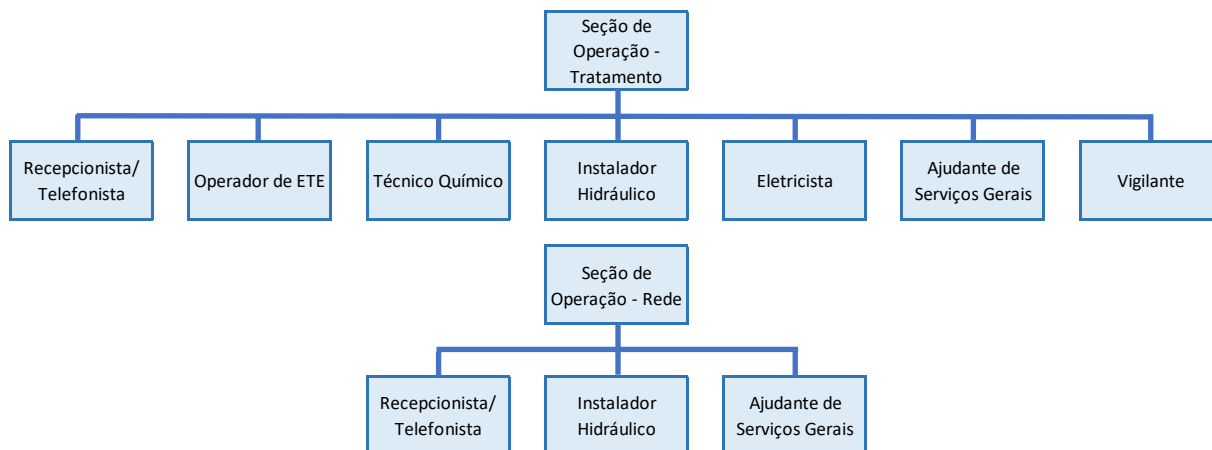 Seção de
Operação -
Tratamento
Recepcionista/
Telefonista
Operador de ETE
Técnico Químico
Instalador
Hidráulico
Eletricista
Ajudante de
Serviços Gerais
Vigilante
Seção de
Operação - Rede
Recepcionista/
Telefonista
Instalador
Hidráulico
Ajudante de
Serviços Gerais